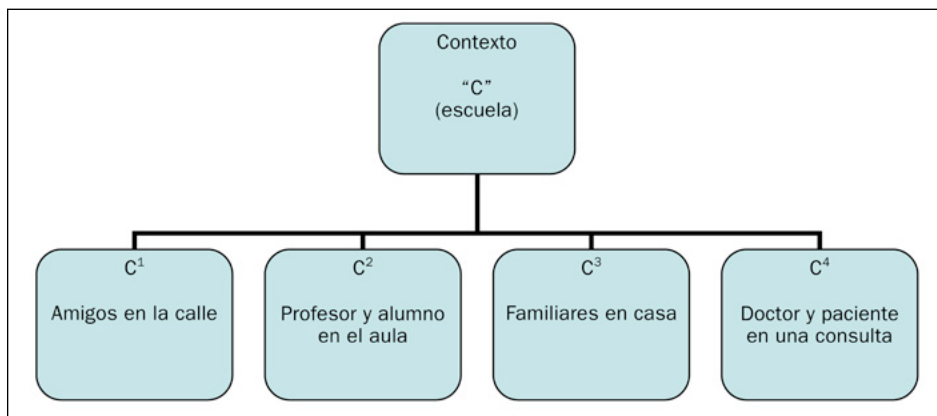 Contexto
“C”
(escuela)
C¹
Amigos en la calle
C²
Profesor y alumno
en el aula
C³
Familiares en casa
C⁴
Doctor y paciente
en una consulta